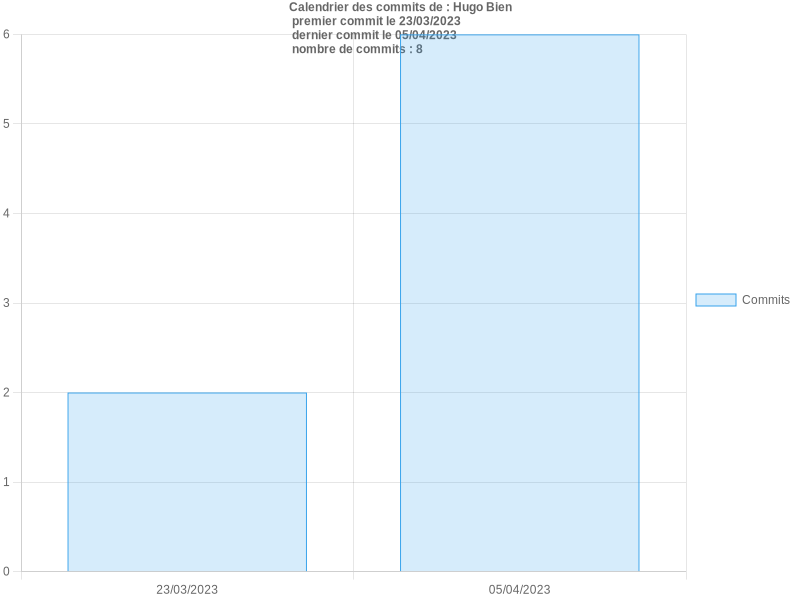 Calendrier des commits de : Hugo Bien
premier commit le 23/03/2023
dernier commit le 05/04/2023
nombre de commits : 8
6
5
4
3
2
1
0
23/03/2023
05/04/2023
Commits